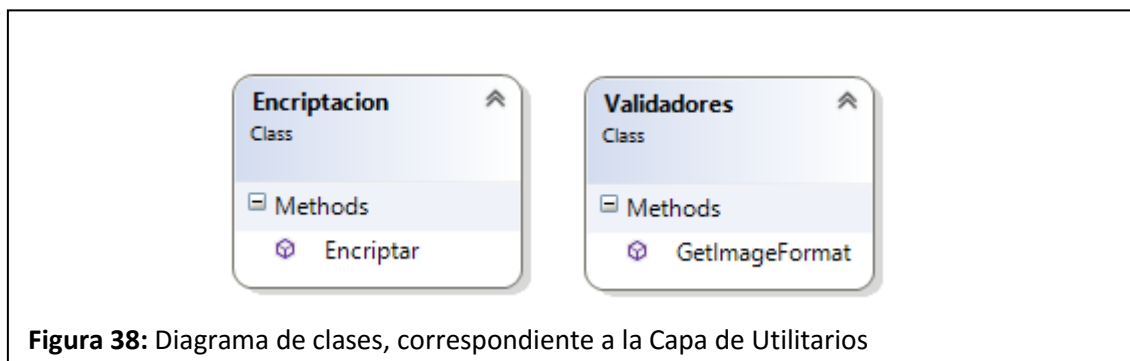 Encriptacion
Class
Methods
Encriptar
Validadores
Class
Methods
GetImageFormat
Figura 38: Diagrama de clases, correspondiente a la Capa de Utilitarios